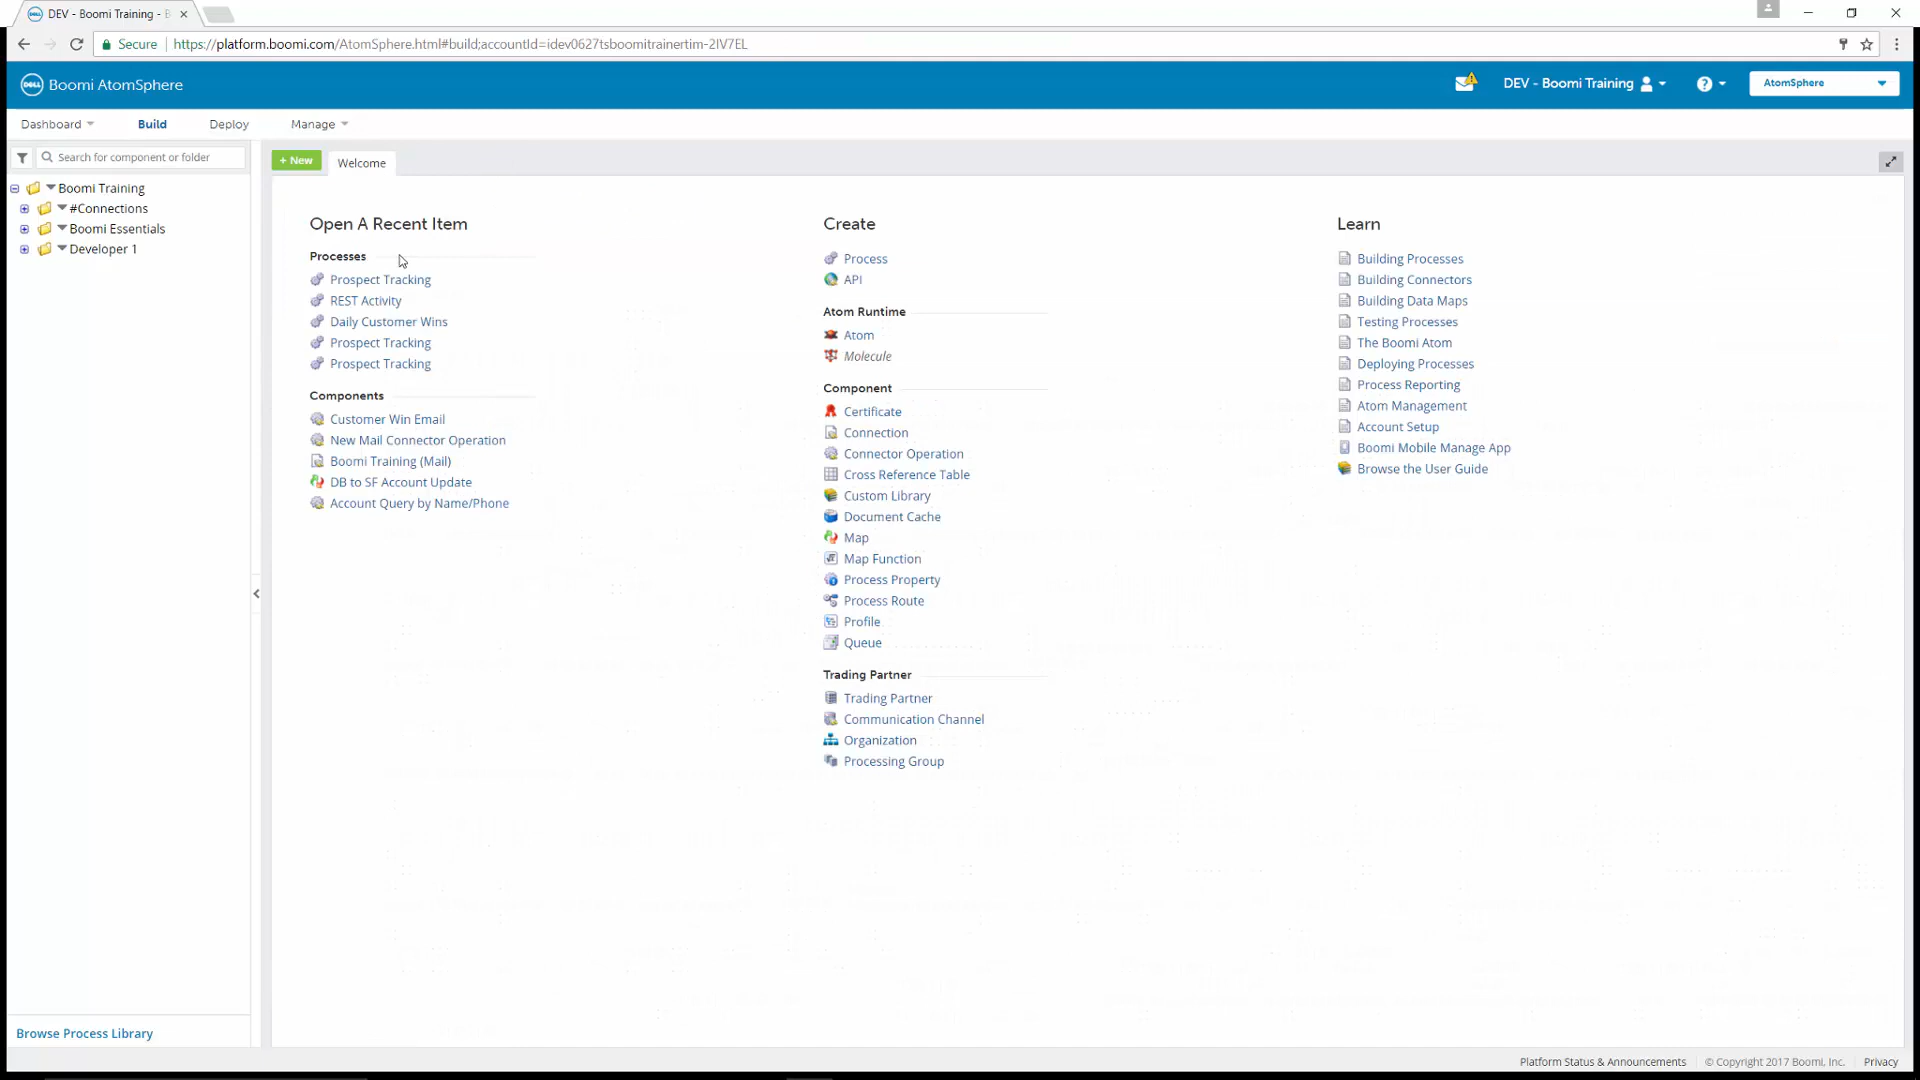 DEV - Boomi Training - B
Secure https://platform.boomi.com/AtomSphere.html#build;accountId=idev0627tsboomitrainertim-2IV7EL
DELL Boomi AtomSphere
DEV - Boomi Training
AtomSphere
Dashboard
Build
Deploy
Manage
Search for component or folder
Boomi Training
#Connections
Boomi Essentials
Developer 1
Browse Process Library
+ New
Welcome
Open A Recent Item
Processes
Prospect Tracking
REST Activity
Daily Customer Wins
Prospect Tracking
Prospect Tracking
Components
Customer Win Email
New Mail Connector Operation
Boomi Training (Mail)
DB to SF Account Update
Account Query by Name/Phone
Create
Process
API
Atom Runtime
Atom
Molecule
Component
Certificate
Connection
Connector Operation
Cross Reference Table
Custom Library
Document Cache
Map
Map Function
Process Property
Process Route
Profile
Queue
Trading Partner
Trading Partner
Communication Channel
Organization
Processing Group
Learn
Building Processes
Building Connectors
Building Data Maps
Testing Processes
The Boomi Atom
Deploying Processes
Process Reporting
Atom Management
Account Setup
Boomi Mobile Manage App
Browse the User Guide
Platform Status & Announcements
© Copyright 2017 Boomi, Inc.
Privacy